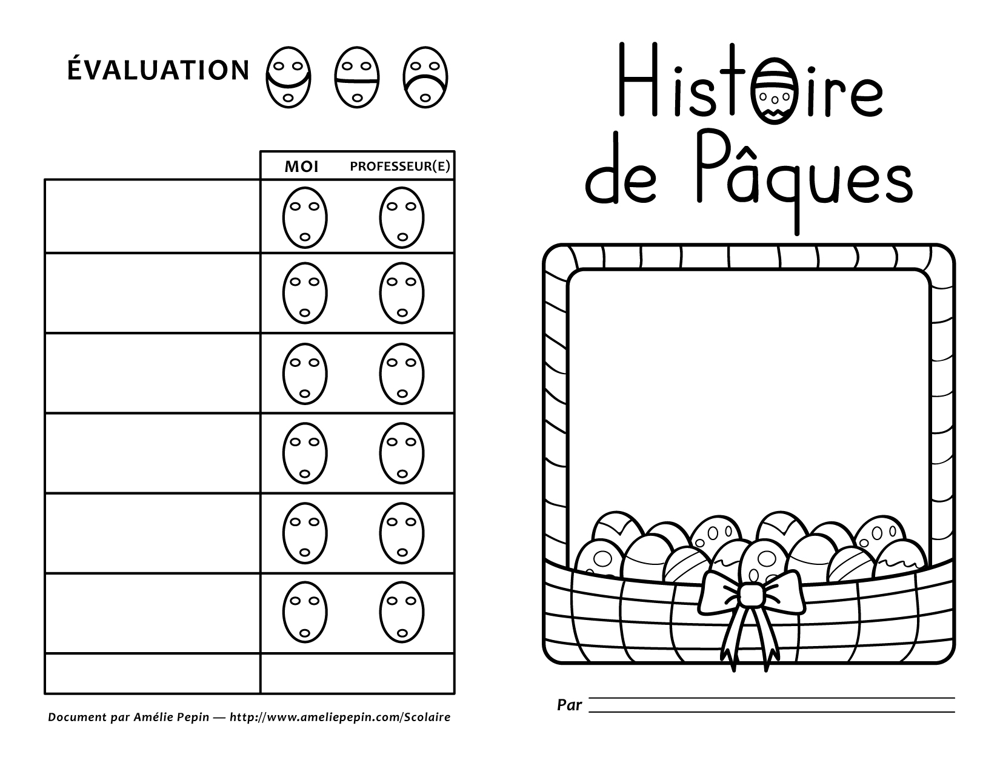 ÉVALUATION
MOI PROFESSEUR(E)
Document par Amélie Pepin — http://www.ameliepepin.com/Scolaire
Histoire
de Pâques
Par